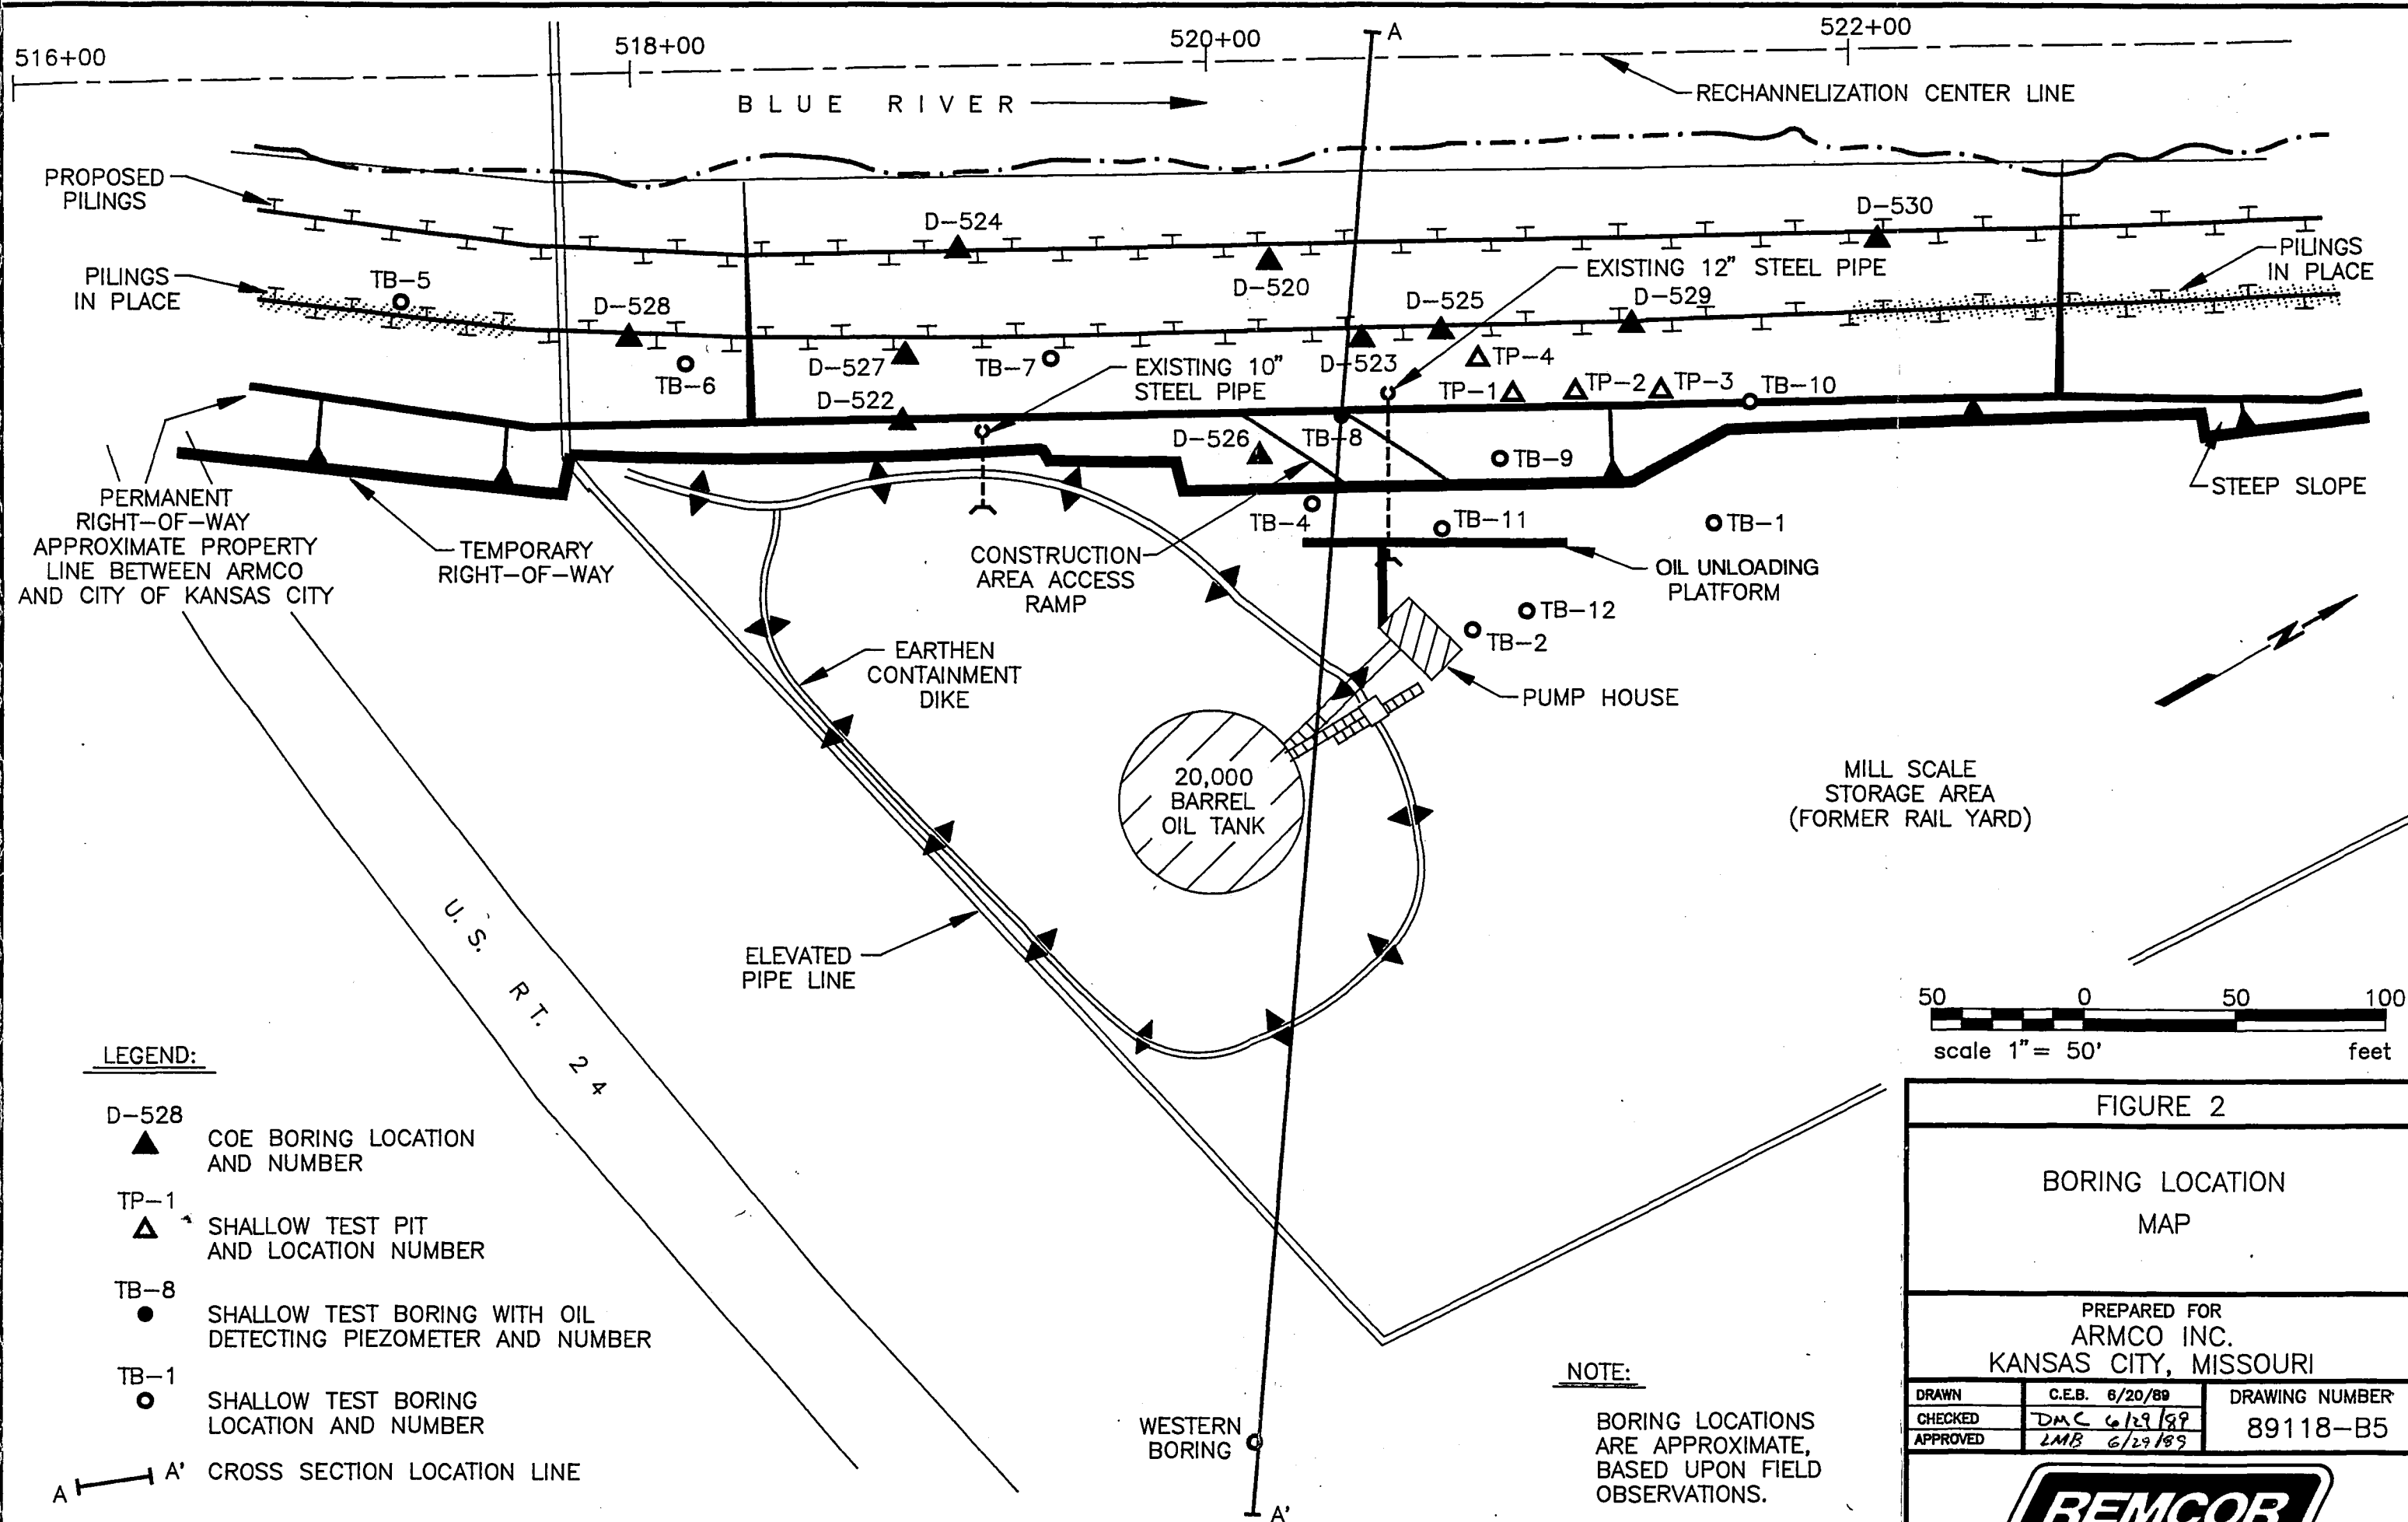 516+00
518+00
520+00
522+00
A
RECHANNELIZATION CENTER LINE
BLUE RIVER
PROPOSED
PILINGS
D-524
D-530
D-520
PILINGS
IN PLACE
TB-5
D-528
TB-6
D-527
TB-7
EXISTING 10"
STEEL PIPE
D-523
D-525
EXISTING 12" STEEL PIPE
D-529
PILINGS
IN PLACE
TP-4
TP-1
TP-2
TP-3
TB-10
D-522
D-526
TB-8
TB-9
STEEP SLOPE
PERMANENT
RIGHT-OF-WAY
APPROXIMATE PROPERTY
LINE BETWEEN ARMCO
AND CITY OF KANSAS CITY
TEMPORARY
RIGHT-OF-WAY
CONSTRUCTION
AREA ACCESS
RAMP
TB-4
TB-11
TB-1
OIL UNLOADING
PLATFORM
TB-12
TB-2
EARTHEN
CONTAINMENT
DIKE
PUMP HOUSE
N
20,000
BARREL
OIL TANK
MILL SCALE
STORAGE AREA
(FORMER RAIL YARD)
U.S. RT. 24
ELEVATED
PIPE LINE
50 0 50 100
scale 1"= 50' feet
LEGEND:
D-528
COE BORING LOCATION
AND NUMBER
TP-1
SHALLOW TEST PIT
AND LOCATION NUMBER
TB-8
SHALLOW TEST BORING WITH OIL
DETECTING PIEZOMETER AND NUMBER
TB-1
SHALLOW TEST BORING
LOCATION AND NUMBER
A A' CROSS SECTION LOCATION LINE
WESTERN
BORING
A'
NOTE:
BORING LOCATIONS
ARE APPROXIMATE,
BASED UPON FIELD
OBSERVATIONS.
FIGURE 2
BORING LOCATION
MAP
PREPARED FOR
ARMCO INC.
KANSAS CITY, MISSOURI
DRAWN C.E.B. 6/20/89
CHECKED DMC 6/29/89
APPROVED LMB 6/29/89
DRAWING NUMBER
89118-B5
REMCOR